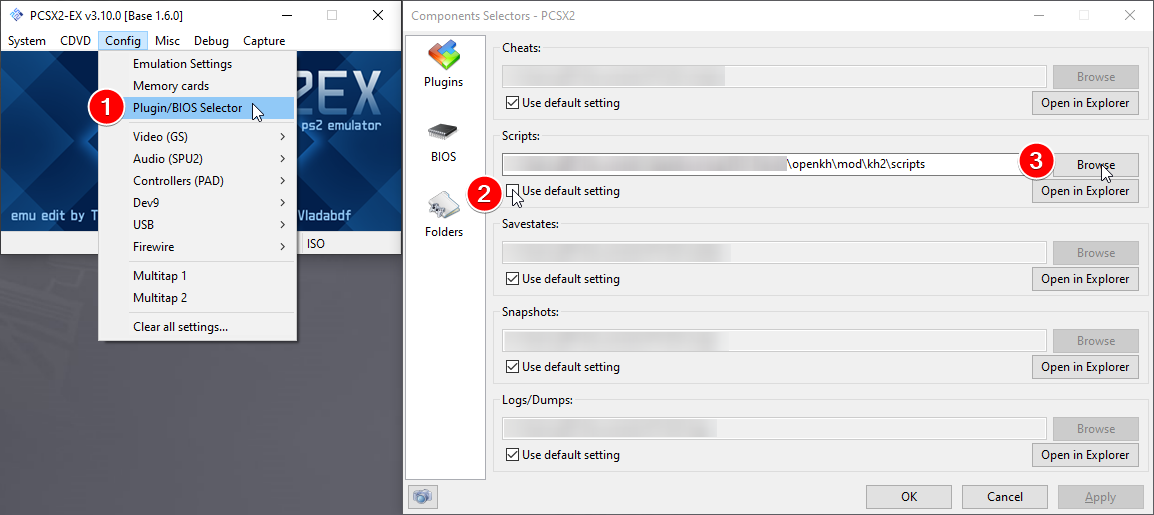 PCSX2-EX v3.10.0 [Base 1.6.0]
System CDVD Config Misc Debug Capture
2EX
ps2 emulator
emu edit by T
Vladabdf
ISO
Emulation Settings
Memory cards
1
Plugin/BIOS Selector
Video (GS)
Audio (SPU2)
Controllers (PAD)
Dev9
USB
Firewire
Multitap 1
Multitap 2
Clear all settings...
Components Selectors - PCSX2
Plugins
BIOS
Folders
Cheats:
Browse
Use default setting
Open in Explorer
Scripts:
\openkh\mod\kh2\scripts
3
Browse
2
Use default setting
Open in Explorer
Savestates:
Browse
Use default setting
Open in Explorer
Snapshots:
Browse
Use default setting
Open in Explorer
Logs/Dumps:
Browse
Use default setting
Open in Explorer
OK
Cancel
Apply